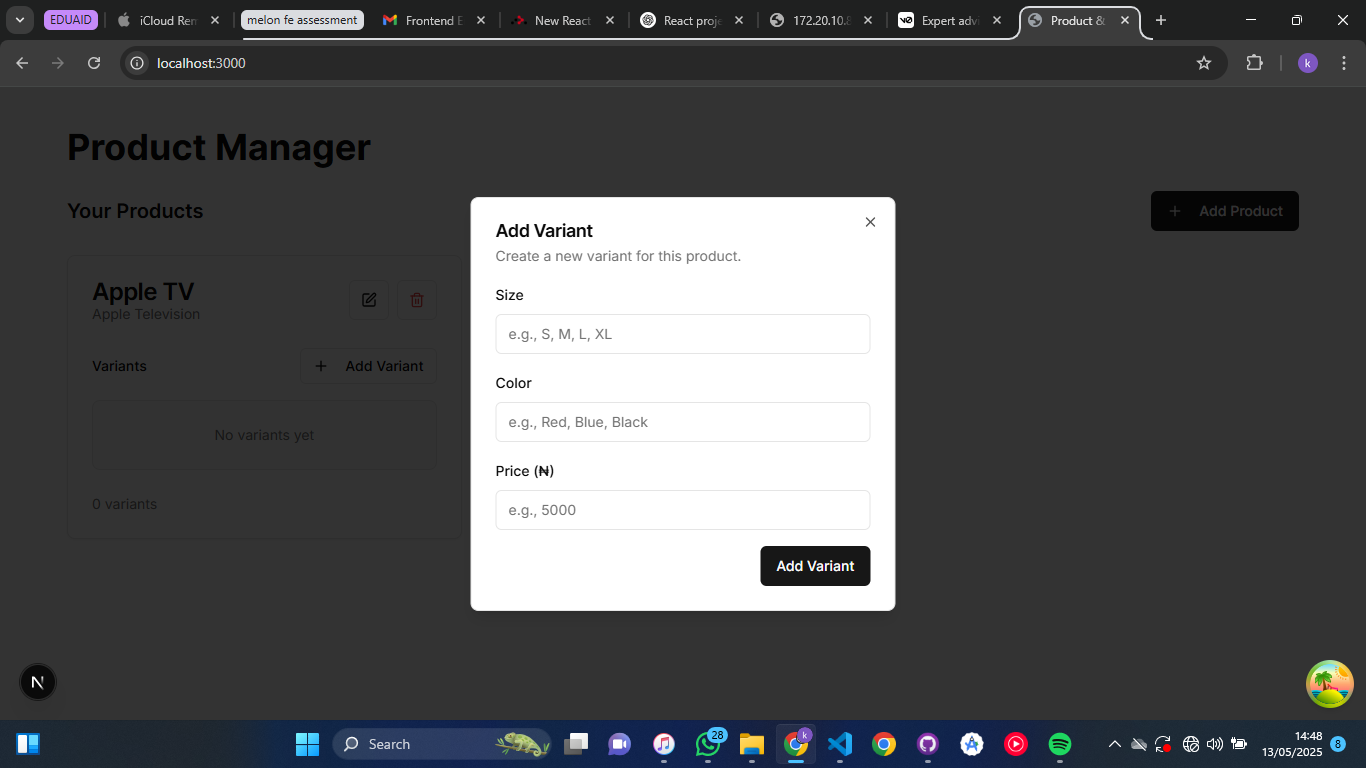 EDUAID
iCloud Rem
melon fe assessment
Frontend E
New React
React proje
172.20.10.8
Expert advi
Product &
localhost:3000
k
Product Manager
Your Products
+ Add Product
Apple TV
Apple Television
Variants
+ Add Variant
No variants yet
0 variants
Add Variant
Create a new variant for this product.
Size
e.g., S, M, L, XL
Color
e.g., Red, Blue, Black
Price (₦)
e.g., 5000
Add Variant
N
Search
28
k
14:48
13/05/2025
8